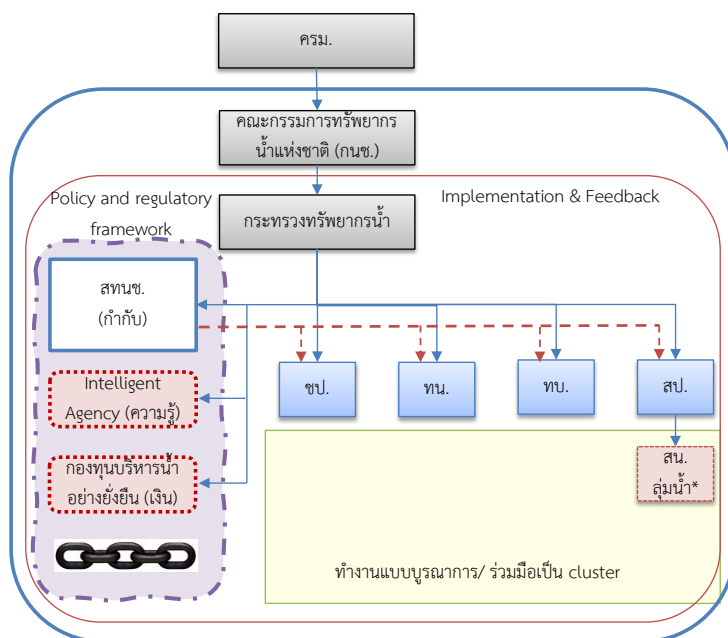 ครม.
คณะกรรมการทรัพยากร
น้ำแห่งชาติ (กนช.)
Policy and regulatory
framework
Implementation & Feedback
กระทรวงทรัพยากรน้ำ
สทนช.
(กำกับ)
ชป.
ทน.
ทบ.
สป.
Intelligent
Agency (ความรู้)
กองทุนบริหารน้ำ
อย่างยั่งยืน (เงิน)
สน.
ลุ่มน้ำ*
ทำงานแบบบูรณาการ/ ร่วมมือเป็น cluster